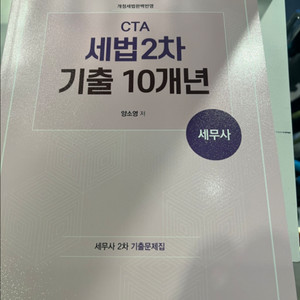 개정세법완벽반영
CTA
세법2차
기출 10개년
양소영 저
세무사
세무사 2차 기출문제집